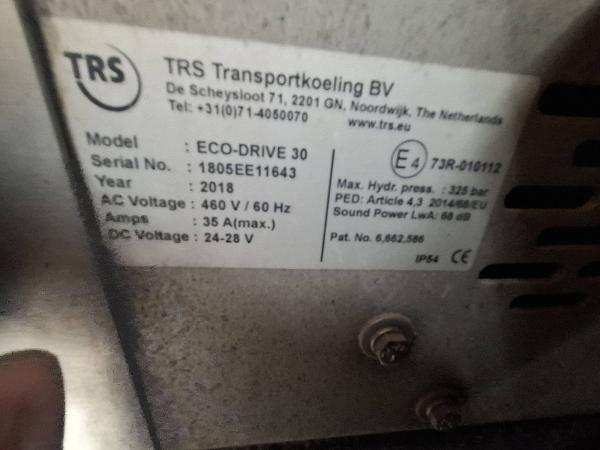 TRS
TRS Transportkoeling BV
De Scheysloot 71, 2201 GN, Noordwijk, The Netherlands
Tel: +31(0)71-4050070 www.trs.eu
Model : ECO-DRIVE 30
Serial No. : 1805EE11643
Year : 2018
AC Voltage : 460 V / 60 Hz
Amps : 35 A(max.)
DC Voltage : 24-28 V
E4 73R-010112
Max. Hydr. press. : 325 bar
PED: Article 4,3 2014/68/EU
Sound Power LwA: 68 dB
Pat. No. 6,662,586
IP54 CE